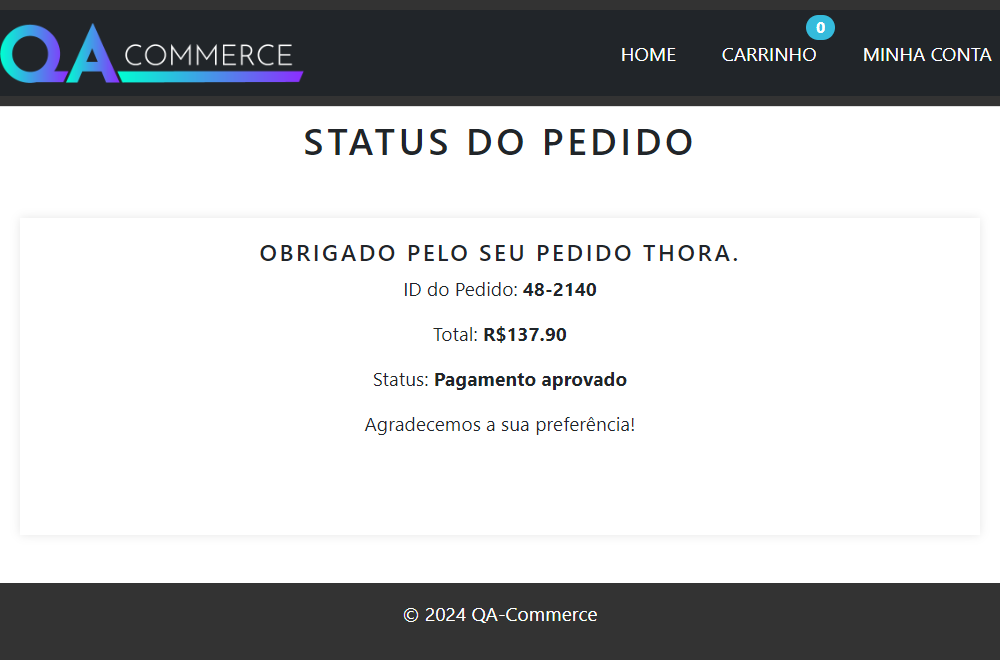 QA COMMERCE
HOME CARRINHO 0 MINHA CONTA
STATUS DO PEDIDO
OBRIGADO PELO SEU PEDIDO THORA.
ID do Pedido: 48-2140
Total: R$137.90
Status: Pagamento aprovado
Agradecemos a sua preferência!
© 2024 QA-Commerce